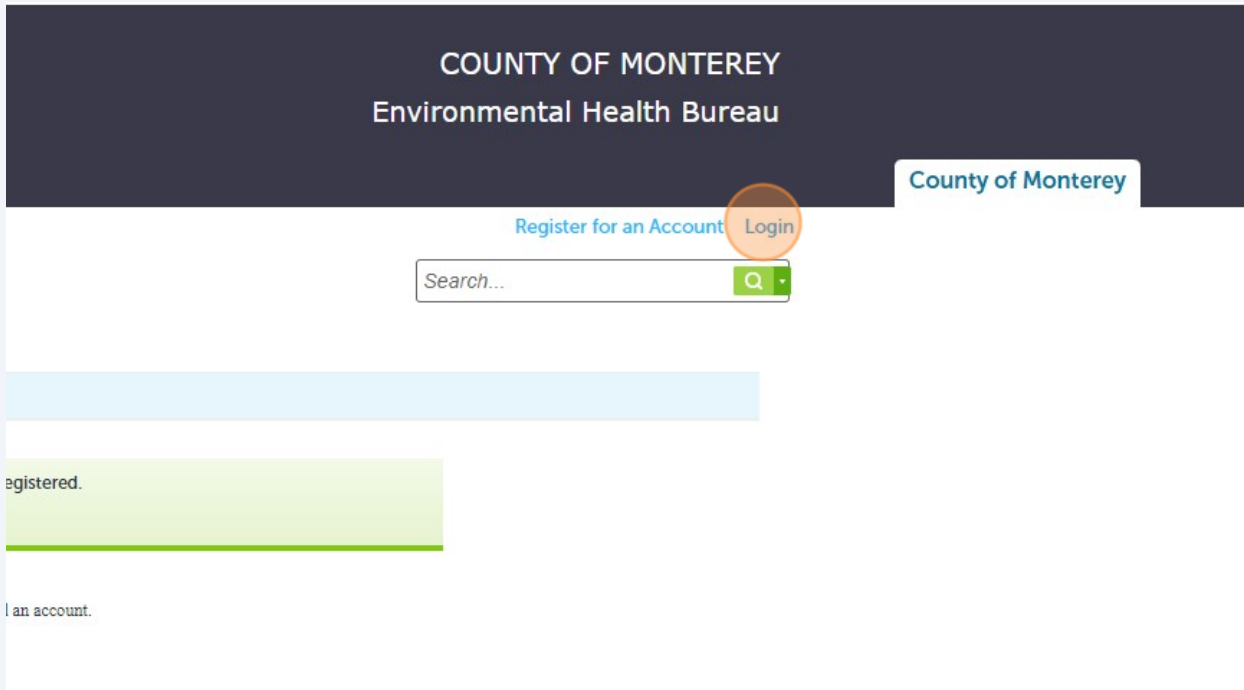 COUNTY OF MONTEREY
Environmental Health Bureau
County of Monterey
Register for an Account Login
Search...
egistered.
an account.